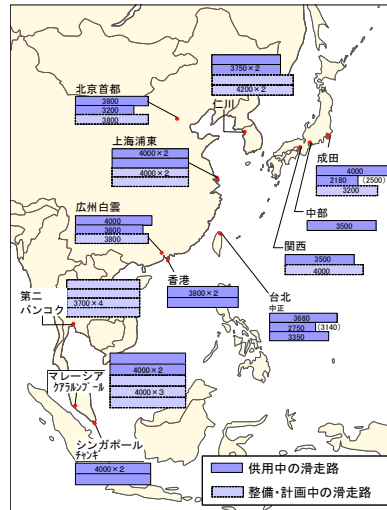 3750×2
4200×2
仁川
北京首都
3800
3200
3800
上海浦東
4000×2
4000×2
成田
4000
2180 (2500)
3200
中部
3500
関西
3500
4000
広州白雲
4000
3600
3800
香港
3800×2
台北
中正
3660
2750 (3140)
3350
第二
バンコク
3700×4
マレーシア
クアラルンプール
4000×2
4000×3
シンガポール
チャンギ
4000×2
供用中の滑走路
整備・計画中の滑走路